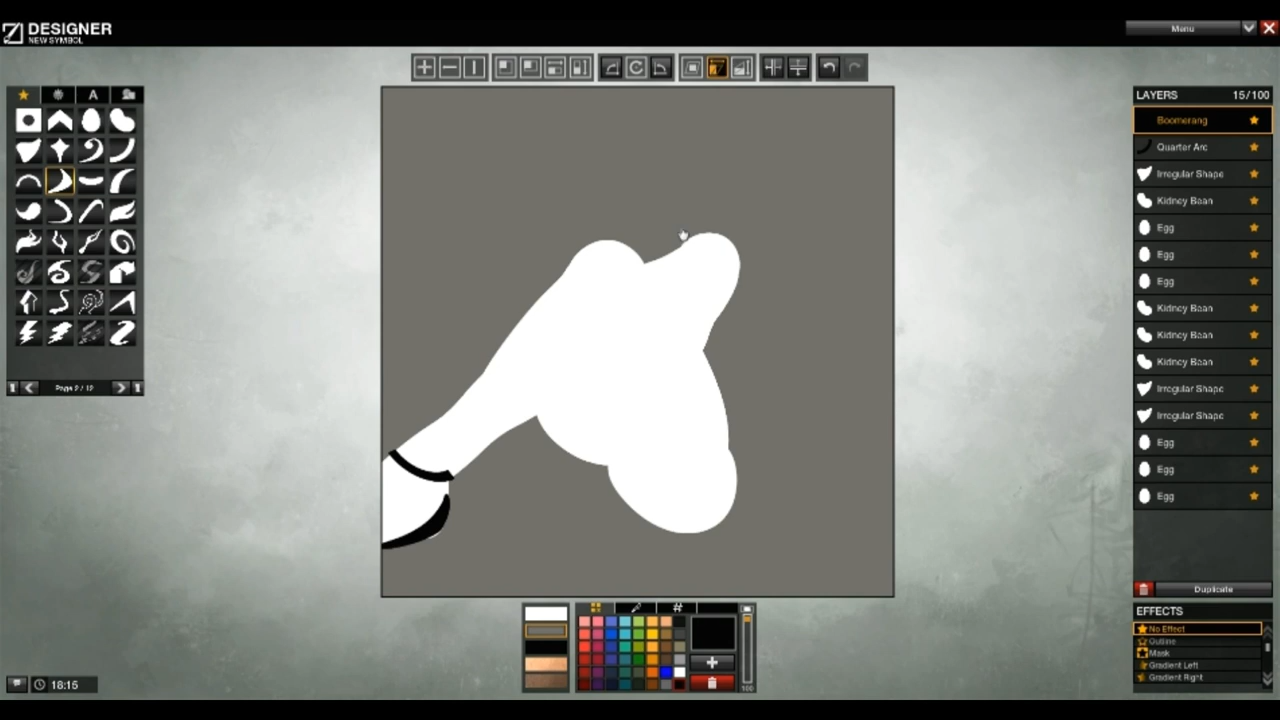 DESIGNER
NEW SYMBOL
Menu
A
LAYERS 15/100
Boomerang
Quarter Arc
Irregular Shape
Kidney Bean
Egg
Egg
Egg
Kidney Bean
Kidney Bean
Kidney Bean
Irregular Shape
Irregular Shape
Egg
Egg
Egg
1 Page 2 / 12 1
Duplicate
#
100
EFFECTS
No Effect
Outline
Mask
Gradient Left
Gradient Right
18:15